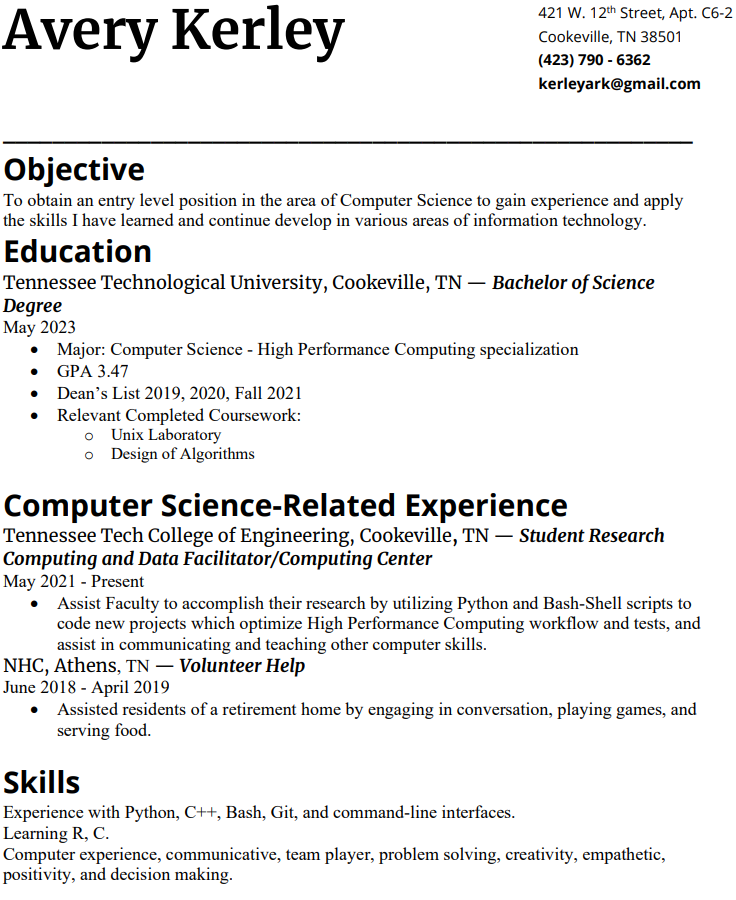 Avery Kerley
421 W. 12th Street, Apt. C6-2
Cookeville, TN 38501
(423) 790 - 6362
kerleyark@gmail.com
Objective
To obtain an entry level position in the area of Computer Science to gain experience and apply
the skills I have learned and continue develop in various areas of information technology.
Education
Tennessee Technological University, Cookeville, TN — Bachelor of Science
Degree
May 2023
• Major: Computer Science - High Performance Computing specialization
• GPA 3.47
• Dean’s List 2019, 2020, Fall 2021
• Relevant Completed Coursework:
o Unix Laboratory
o Design of Algorithms
Computer Science-Related Experience
Tennessee Tech College of Engineering, Cookeville, TN — Student Research
Computing and Data Facilitator/Computing Center
May 2021 - Present
• Assist Faculty to accomplish their research by utilizing Python and Bash-Shell scripts to
code new projects which optimize High Performance Computing workflow and tests, and
assist in communicating and teaching other computer skills.
NHC, Athens, TN — Volunteer Help
June 2018 - April 2019
• Assisted residents of a retirement home by engaging in conversation, playing games, and
serving food.
Skills
Experience with Python, C++, Bash, Git, and command-line interfaces.
Learning R, C.
Computer experience, communicative, team player, problem solving, creativity, empathetic,
positivity, and decision making.